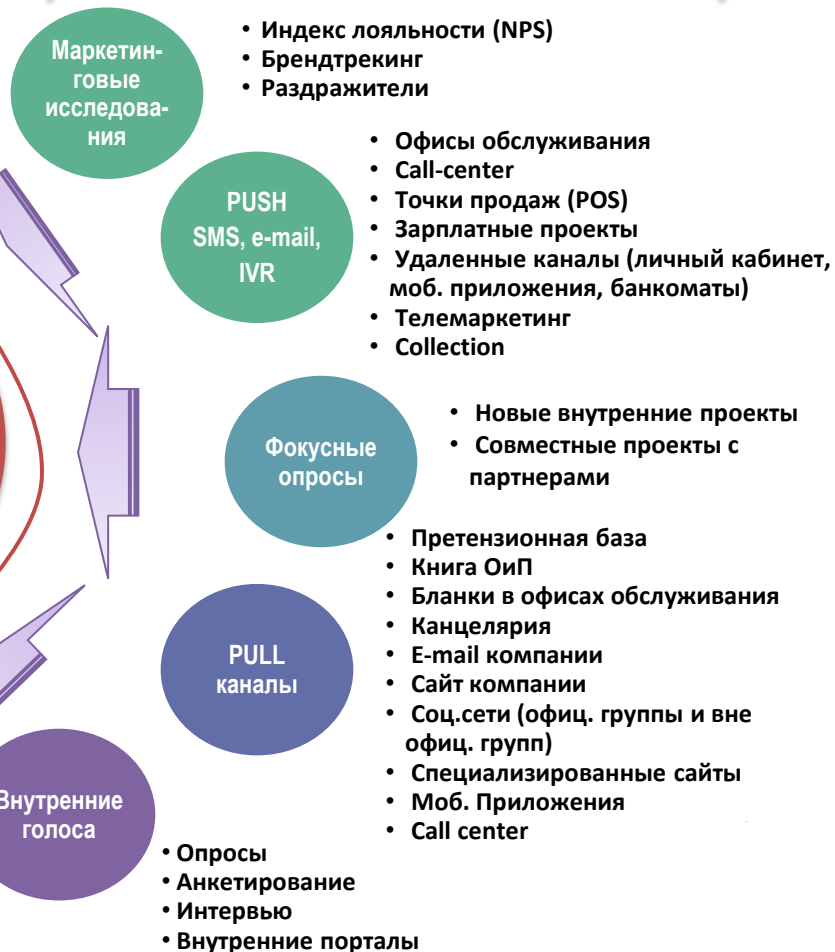 Маркетин-
говые
исследова-
ния
• Индекс лояльности (NPS)
• Брендтрекинг
• Раздражители
PUSH
SMS, e-mail,
IVR
• Офисы обслуживания
• Call-center
• Точки продаж (POS)
• Зарплатные проекты
• Удаленные каналы (личный кабинет,
моб. приложения, банкоматы)
• Телемаркетинг
• Collection
Фокусные
опросы
• Новые внутренние проекты
• Совместные проекты с
партнерами
PULL
каналы
• Претензионная база
• Книга ОиП
• Бланки в офисах обслуживания
• Канцелярия
• E-mail компании
• Сайт компании
• Соц.сети (офиц. группы и вне
офиц. групп)
• Специализированные сайты
• Моб. Приложения
• Call center
Внутренние
голоса
• Опросы
• Анкетирование
• Интервью
• Внутренние порталы